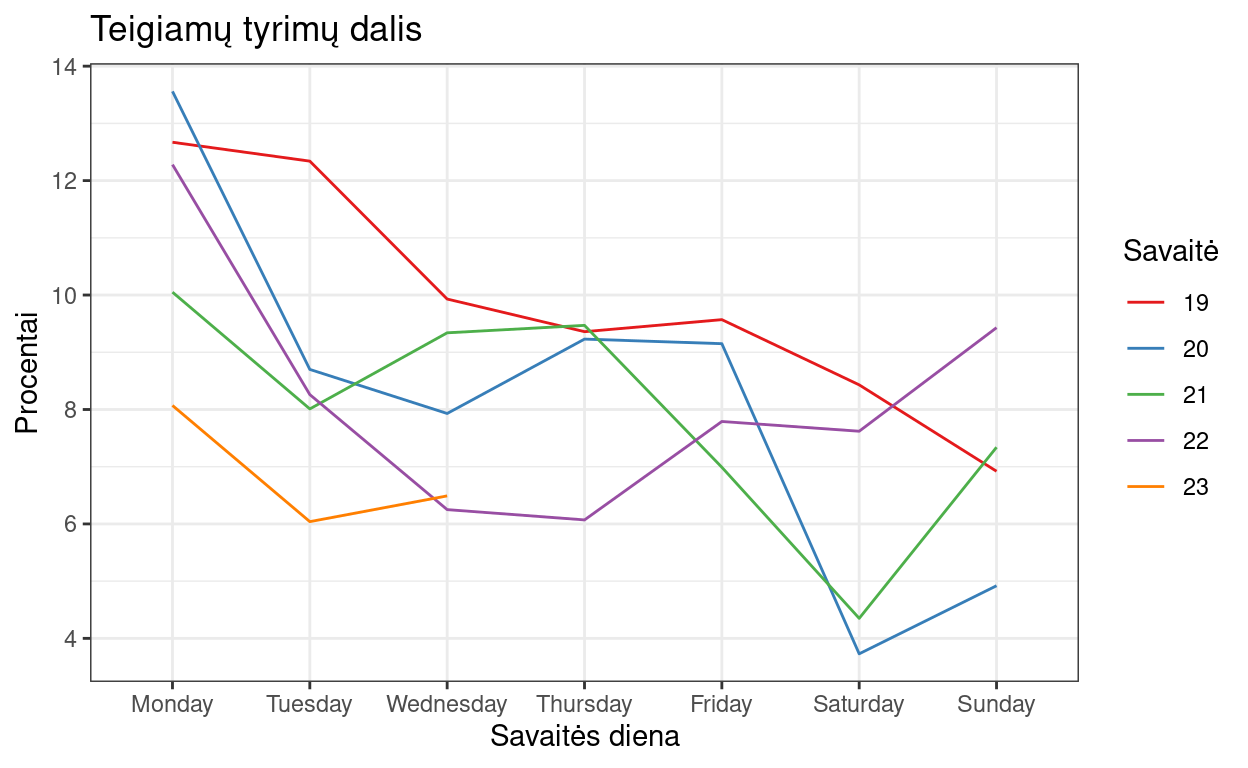 Teigiamų tyrimų dalis
Procentai
14
12
10
8
6
4
Monday
Tuesday
Wednesday
Thursday
Friday
Saturday
Sunday
Savaitės diena
Savaitė
19
20
21
22
23